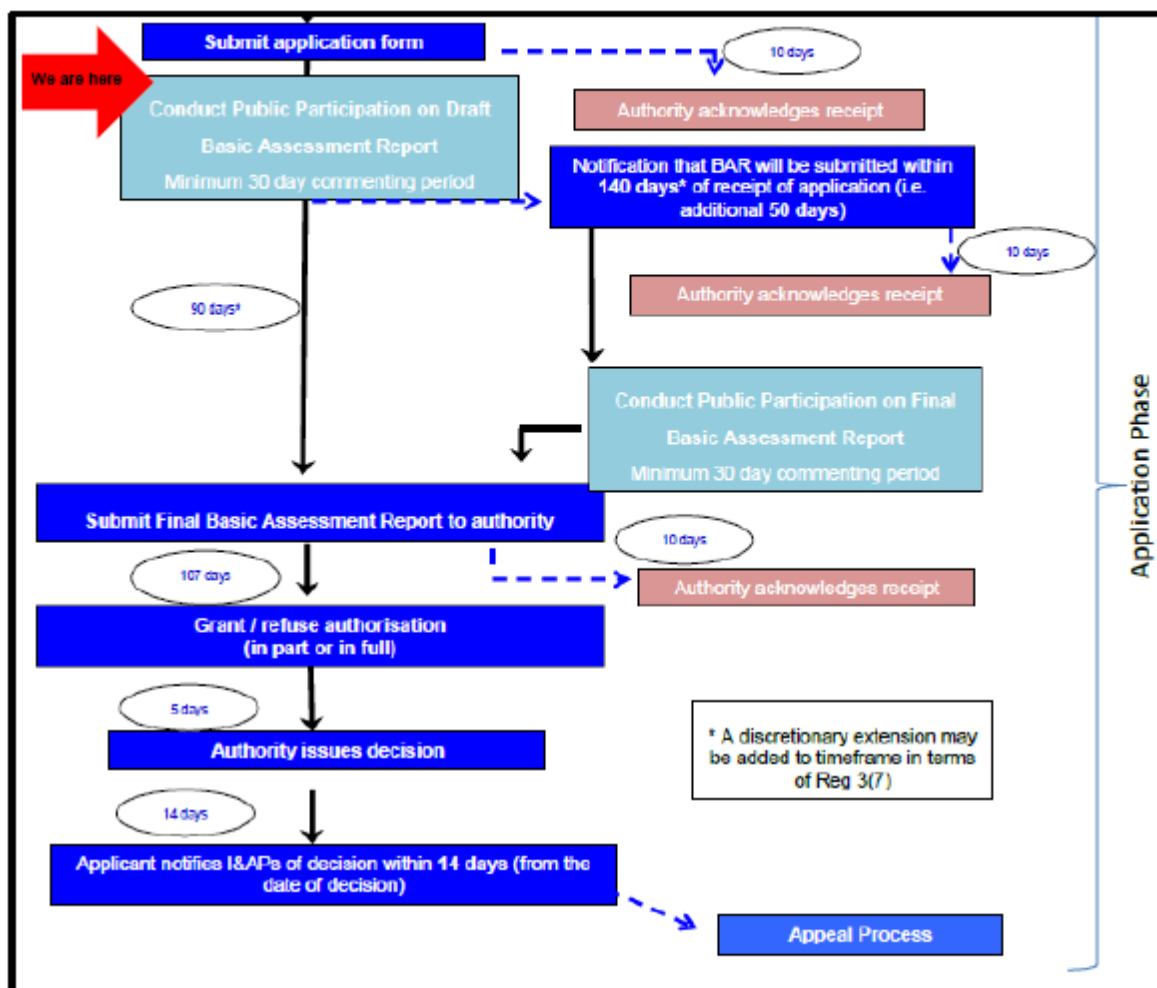 Submit application form
10 days
We are here
Conduct Public Participation on Draft
Basic Assessment Report
Minimum 30 day commenting period
Authority acknowledges receipt
Notification that BAR will be submitted within
140 days* of receipt of application (i.e.
additional 50 days)
10 days
Authority acknowledges receipt
90 days*
Conduct Public Participation on Final
Basic Assessment Report
Minimum 30 day commenting period
Submit Final Basic Assessment Report to authority
10 days
107 days
Authority acknowledges receipt
Grant / refuse authorisation
(in part or in full)
5 days
Authority issues decision
* A discretionary extension may
be added to timeframe in terms
of Reg 3(7)
14 days
Applicant notifies I&APs of decision within 14 days (from the
date of decision)
Appeal Process
Application Phase